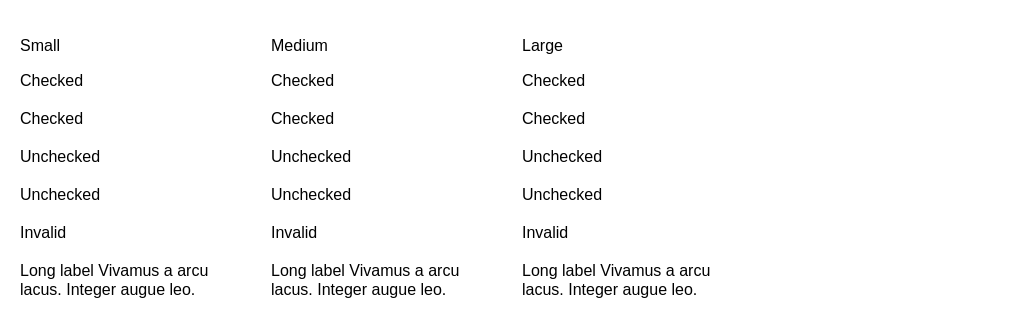 Small
Checked
Checked
Unchecked
Unchecked
Invalid
Long label Vivamus a arcu
lacus. Integer augue leo.
Medium
Checked
Checked
Unchecked
Unchecked
Invalid
Long label Vivamus a arcu
lacus. Integer augue leo.
Large
Checked
Checked
Unchecked
Unchecked
Invalid
Long label Vivamus a arcu
lacus. Integer augue leo.